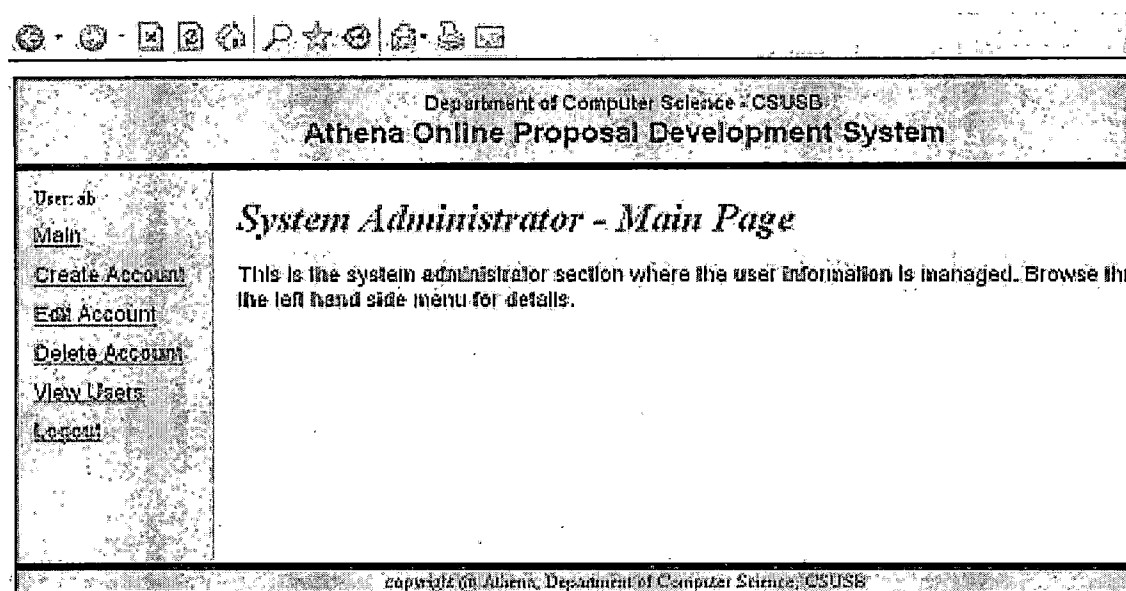 Department of Computer Science - CSUSB
Athena Online Proposal Development System
User: ab
Main
Create Account
Edit Account
Delete Account
View Users
Logout
System Administrator - Main Page
This is the system administrator section where the user information is managed. Browse thr
the left hand side menu for details.
copyright on Athena, Department of Computer Science, CSUSB